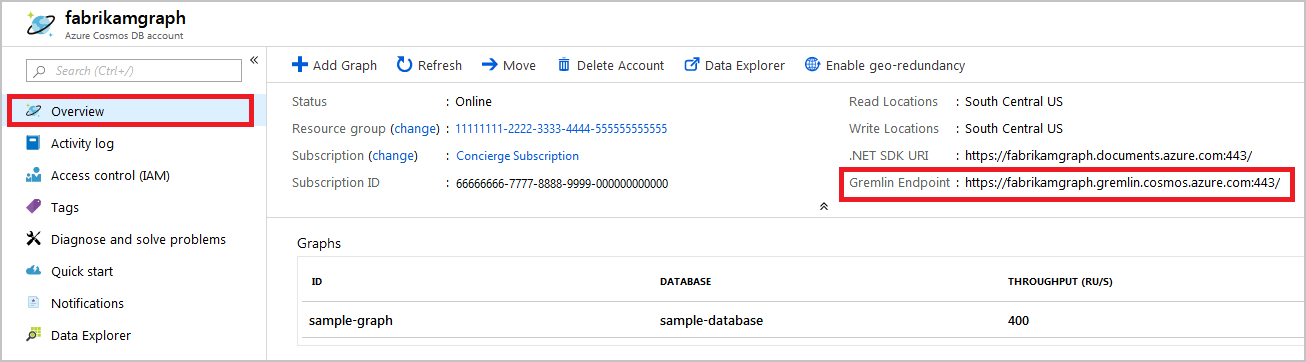 fabrikamgraph
Azure Cosmos DB account
Search (Ctrl+/)
«
Overview
Activity log
Access control (IAM)
Tags
Diagnose and solve problems
Quick start
Notifications
Data Explorer
Add Graph Refresh Move Delete Account Data Explorer Enable geo-redundancy
Status : Online
Resource group (change) : 11111111-2222-3333-4444-555555555555
Subscription (change) : Concierge Subscription
Subscription ID : 66666666-7777-8888-9999-000000000000
Read Locations : South Central US
Write Locations : South Central US
.NET SDK URI : https://fabrikamgraph.documents.azure.com:443/
Gremlin Endpoint : https://fabrikamgraph.gremlin.cosmos.azure.com:443/
Graphs
ID DATABASE THROUGHPUT (RU/S)
sample-graph sample-database 400